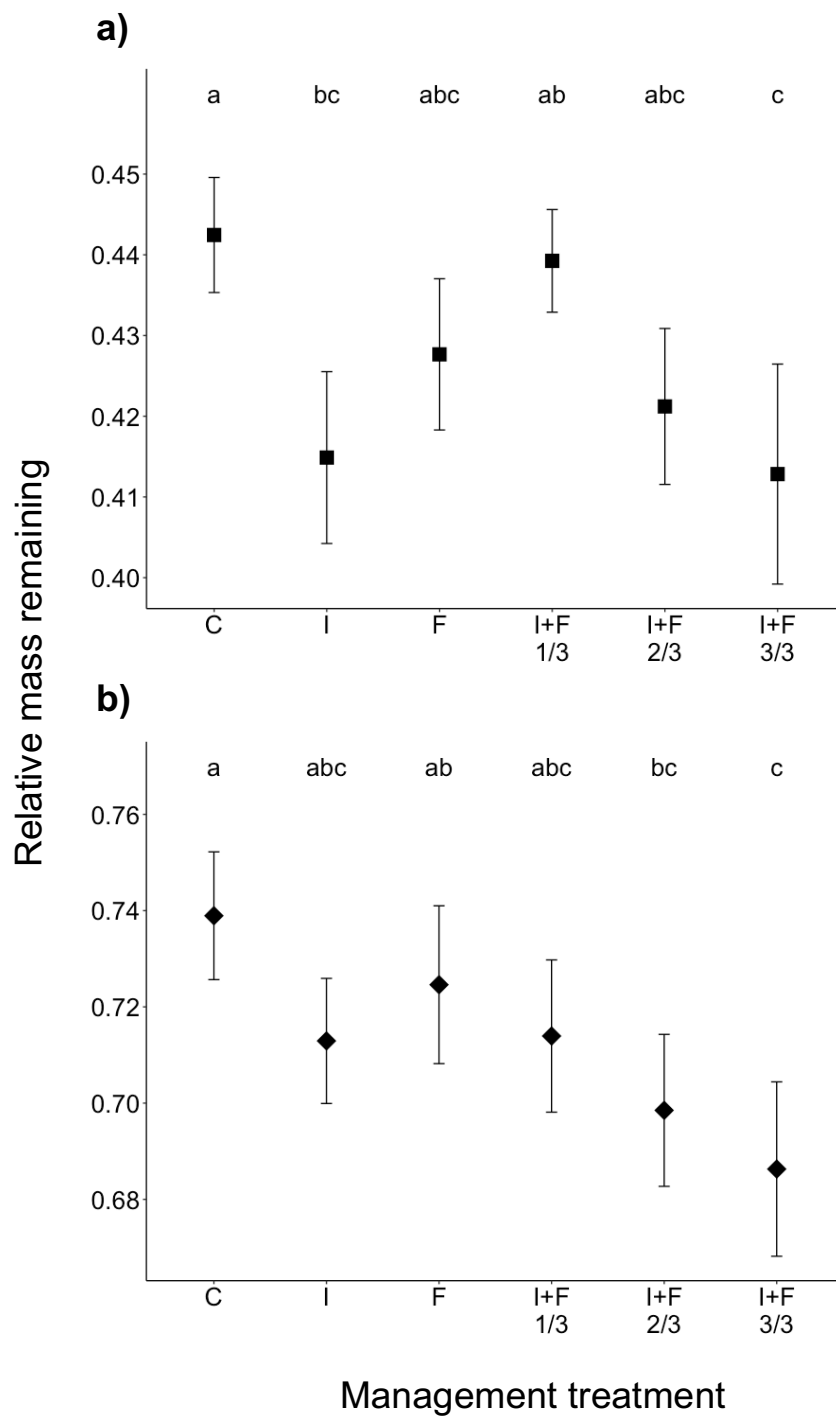 a)
a bc abc ab abc c
0.45
0.44
0.43
0.42
0.41
0.40
C I F I+F I+F I+F
1/3 2/3 3/3
Relative mass remaining
b)
a abc ab abc bc c
0.76
0.74
0.72
0.70
0.68
C I F I+F I+F I+F
1/3 2/3 3/3
Management treatment